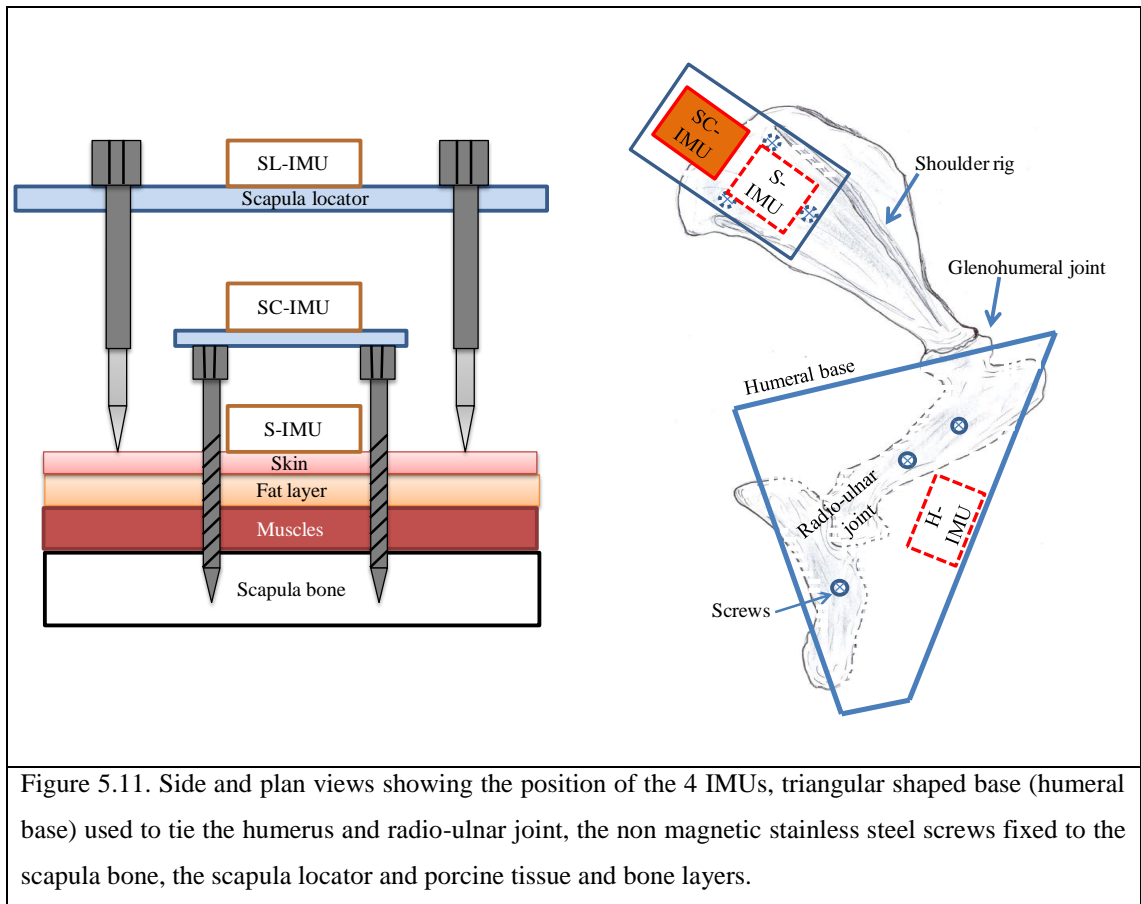 SL-IMU
Scapula locator
SC-IMU
S-IMU
Skin
Fat layer
Muscles
Scapula bone
SC-
IMU
S-
IMU
Shoulder rig
Glenohumeral joint
Humeral base
Radio-ulnar
joint
H-
IMU
Screws
Figure 5.11. Side and plan views showing the position of the 4 IMUs, triangular shaped base (humeral
base) used to tie the humerus and radio-ulnar joint, the non magnetic stainless steel screws fixed to the
scapula bone, the scapula locator and porcine tissue and bone layers.